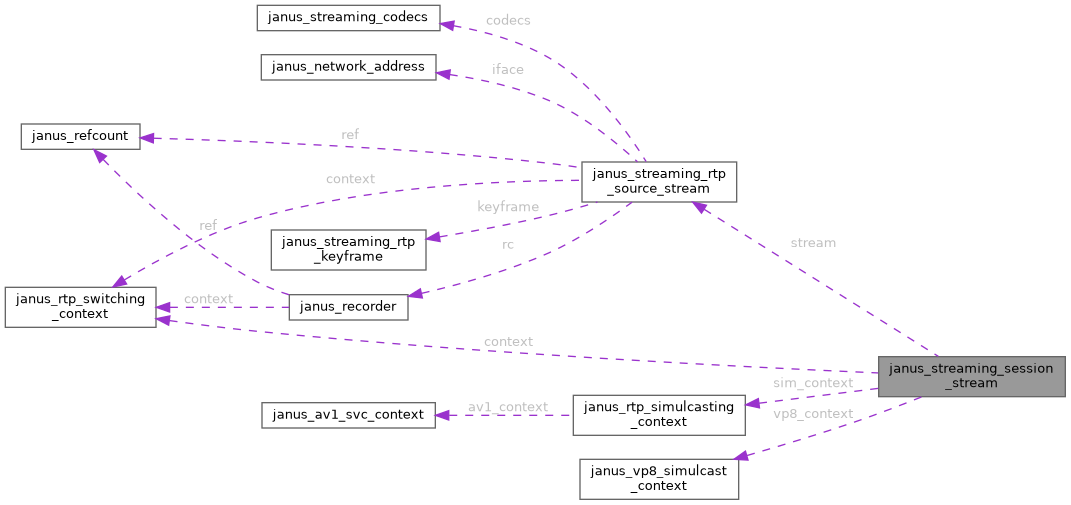 janus_streaming_codecs
codecs
janus_network_address
iface
janus_refcount
ref
janus_streaming_rtp
_source_stream
context
keyframe
ref
janus_streaming_rtp
_keyframe
rc
stream
janus_rtp_switching
_context
context
janus_recorder
context
janus_streaming_session
_stream
sim_context
janus_av1_svc_context
av1_context
janus_rtp_simulcasting
_context
vp8_context
janus_vp8_simulcast
_context